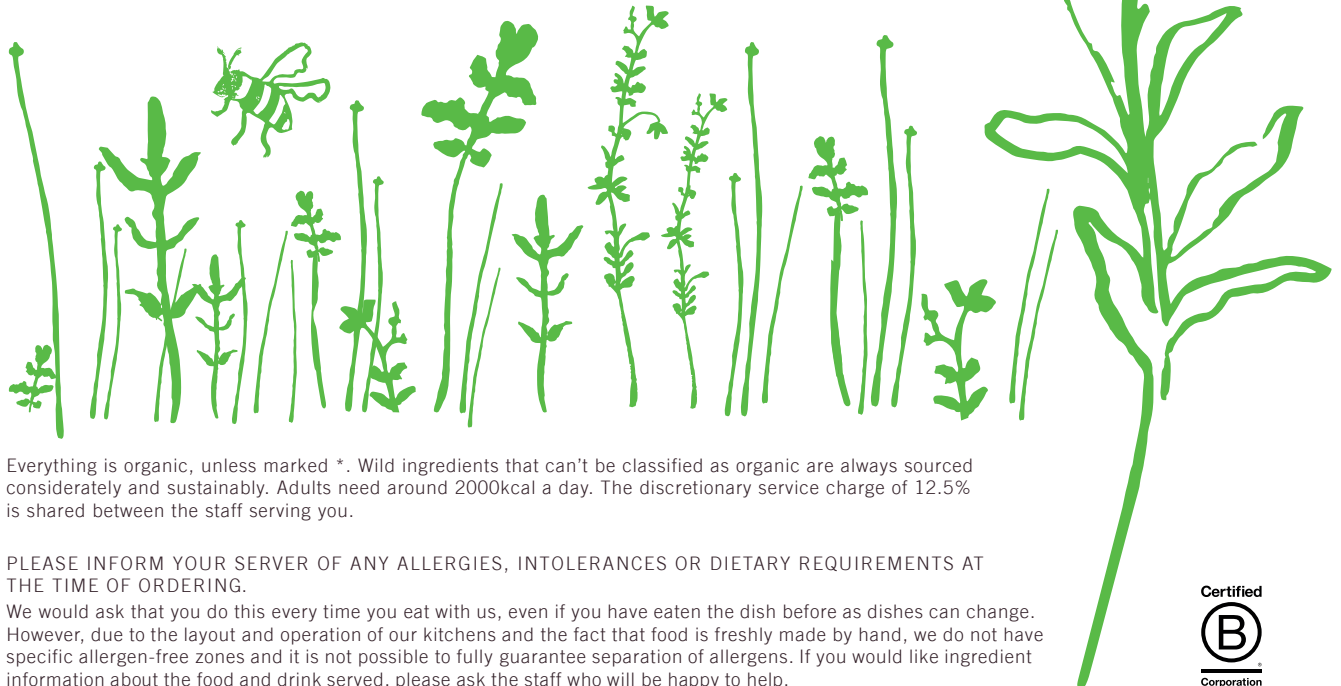 Everything is organic, unless marked *. Wild ingredients that can’t be classified as organic are always sourced
considerately and sustainably. Adults need around 2000kcal a day. The discretionary service charge of 12.5%
is shared between the staff serving you.
PLEASE INFORM YOUR SERVER OF ANY ALLERGIES, INTOLERANCES OR DIETARY REQUIREMENTS AT
THE TIME OF ORDERING.
We would ask that you do this every time you eat with us, even if you have eaten the dish before as dishes can change.
However, due to the layout and operation of our kitchens and the fact that food is freshly made by hand, we do not have
specific allergen-free zones and it is not possible to fully guarantee separation of allergens. If you would like ingredient
information about the food and drink served, please ask the staff who will be happy to help.
Certified
B
®
Corporation